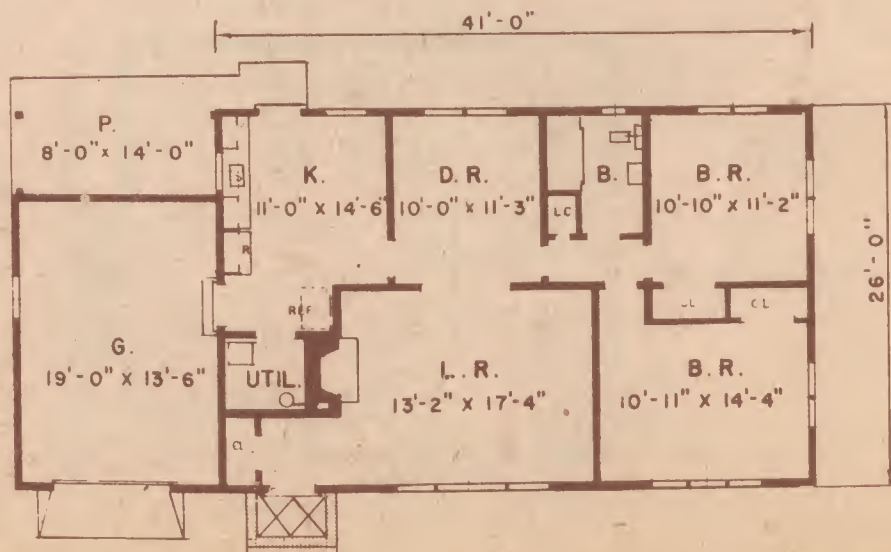 41'-0"
P.
8'-0" X 14'-0"
K.
11'-0" X 14'-6"
D.R.
10'-0" X 11'-3"
B.
B.R.
10'-10" X 11'-2"
LC
R
REF
CL
26'-0"
G.
19'-0" X 13'-6"
UTIL.
L.R.
13'-2" X 17'-4"
B.R.
10'-11" X 14'-4"
CL